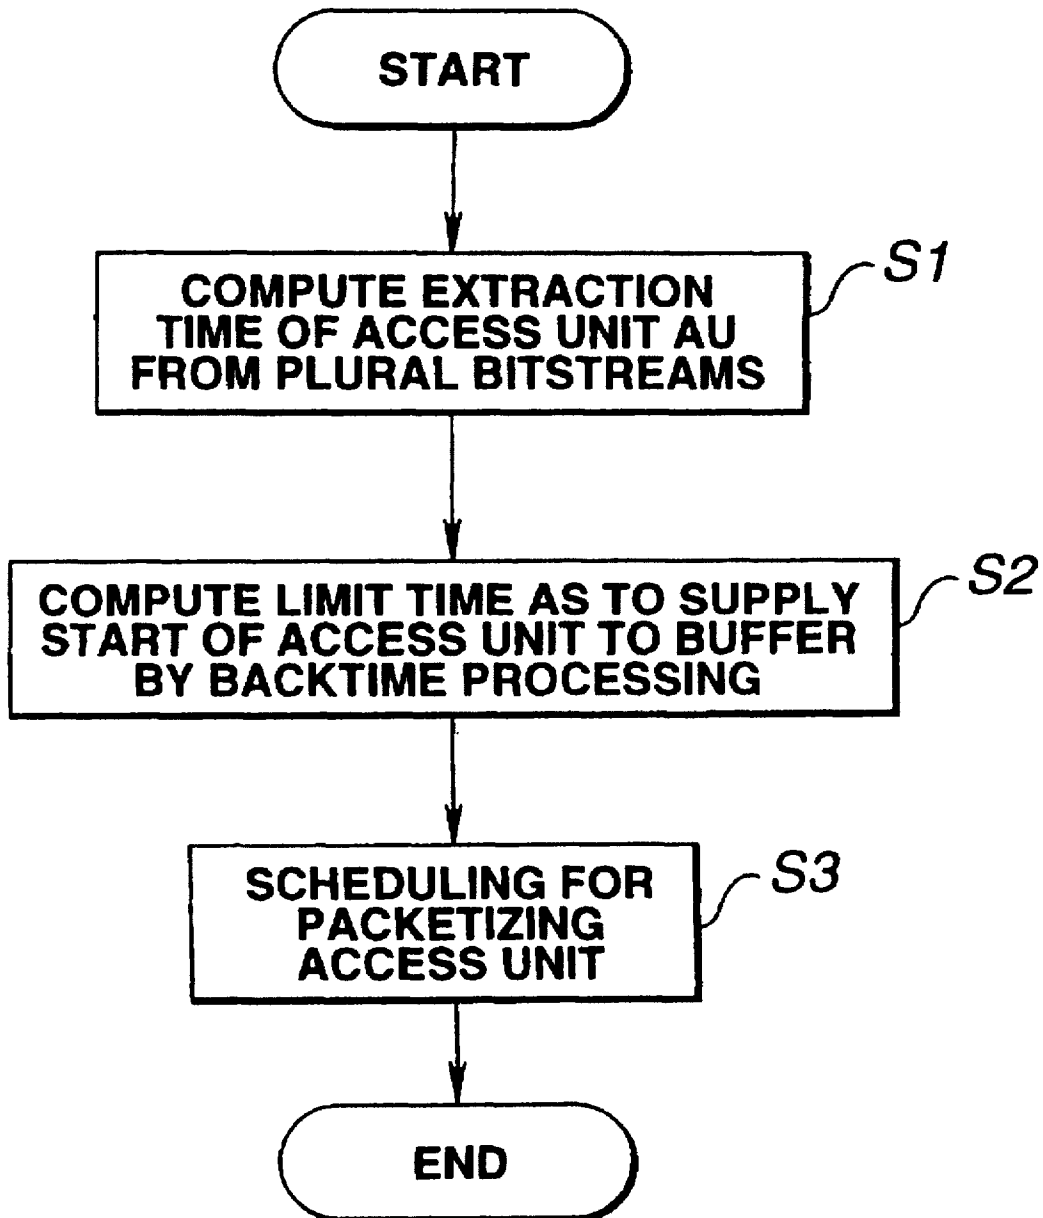 START
S1
COMPUTE EXTRACTION
TIME OF ACCESS UNIT AU
FROM PLURAL BITSTREAMS
S2
COMPUTE LIMIT TIME AS TO SUPPLY
START OF ACCESS UNIT TO BUFFER
BY BACKTIME PROCESSING
S3
SCHEDULING FOR
PACKETIZING
ACCESS UNIT
END